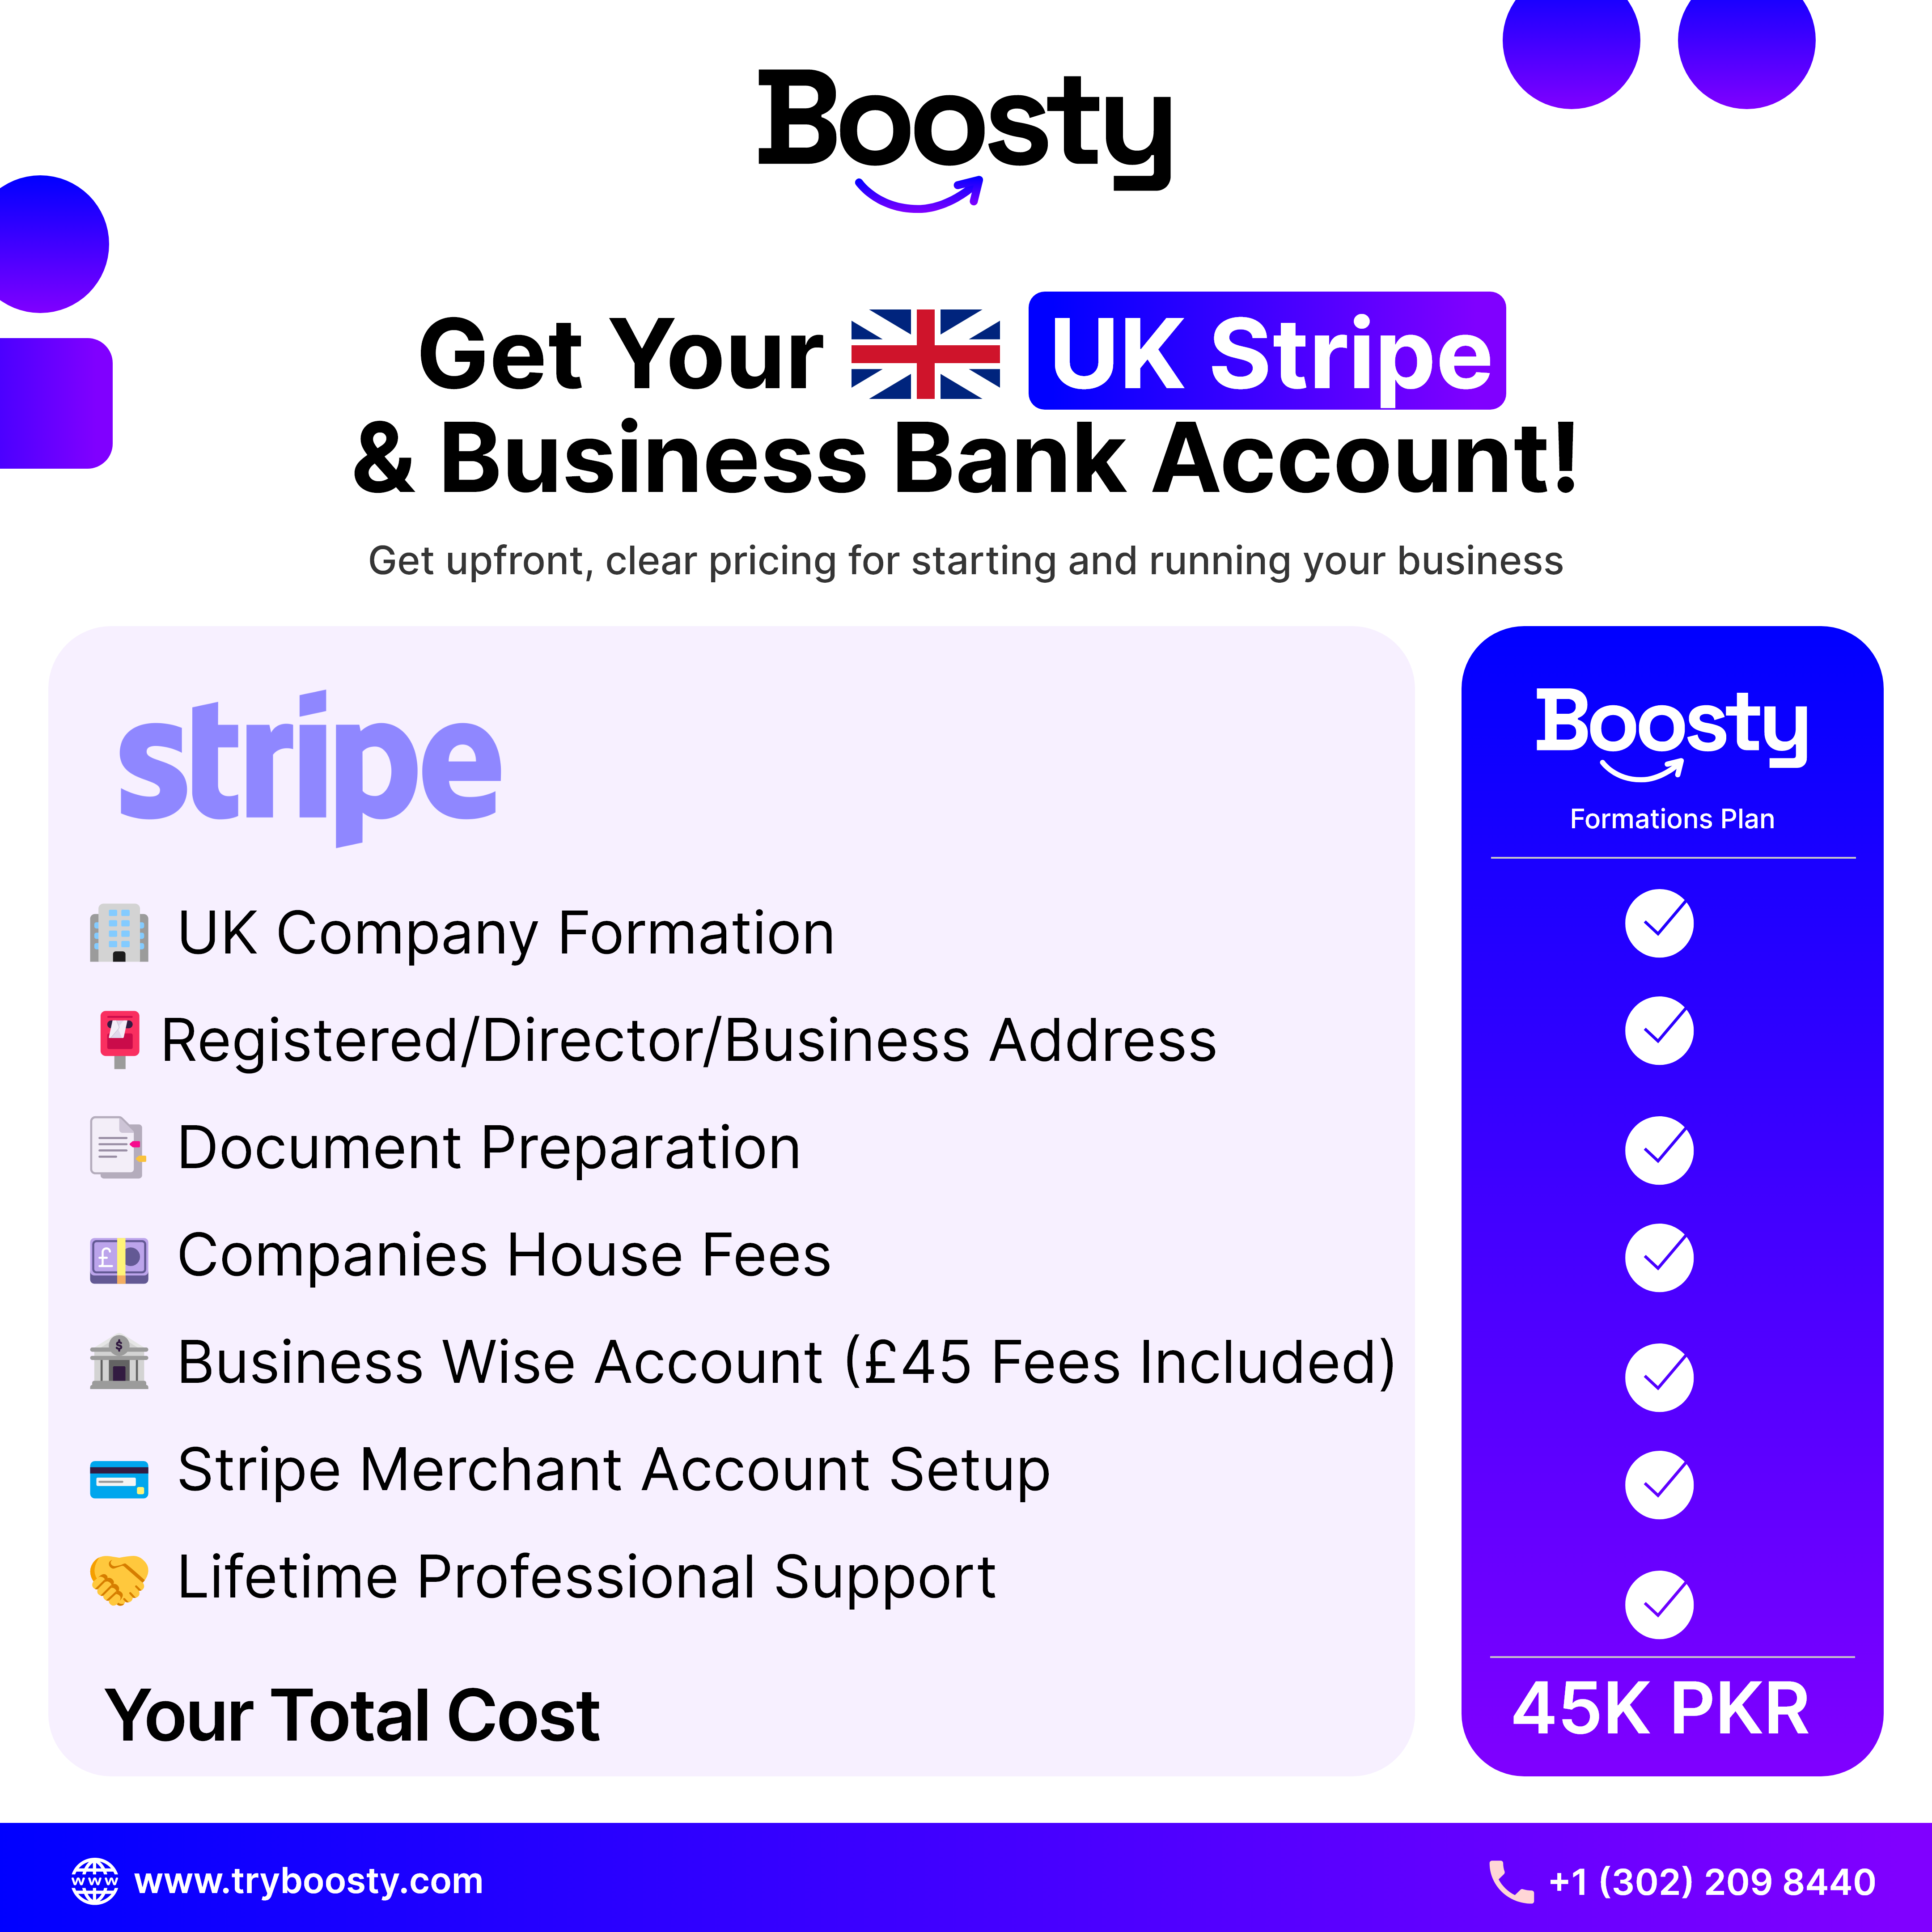 Boosty
Get Your UK Stripe
& Business Bank Account!
Get upfront, clear pricing for starting and running your business
stripe
Boosty
Formations Plan
UK Company Formation
Registered/Director/Business Address
Document Preparation
£
Companies House Fees
$
Business Wise Account (£45 Fees Included)
Stripe Merchant Account Setup
Lifetime Professional Support
Your Total Cost
45K PKR
www
www.tryboosty.com
+1 (302) 209 8440